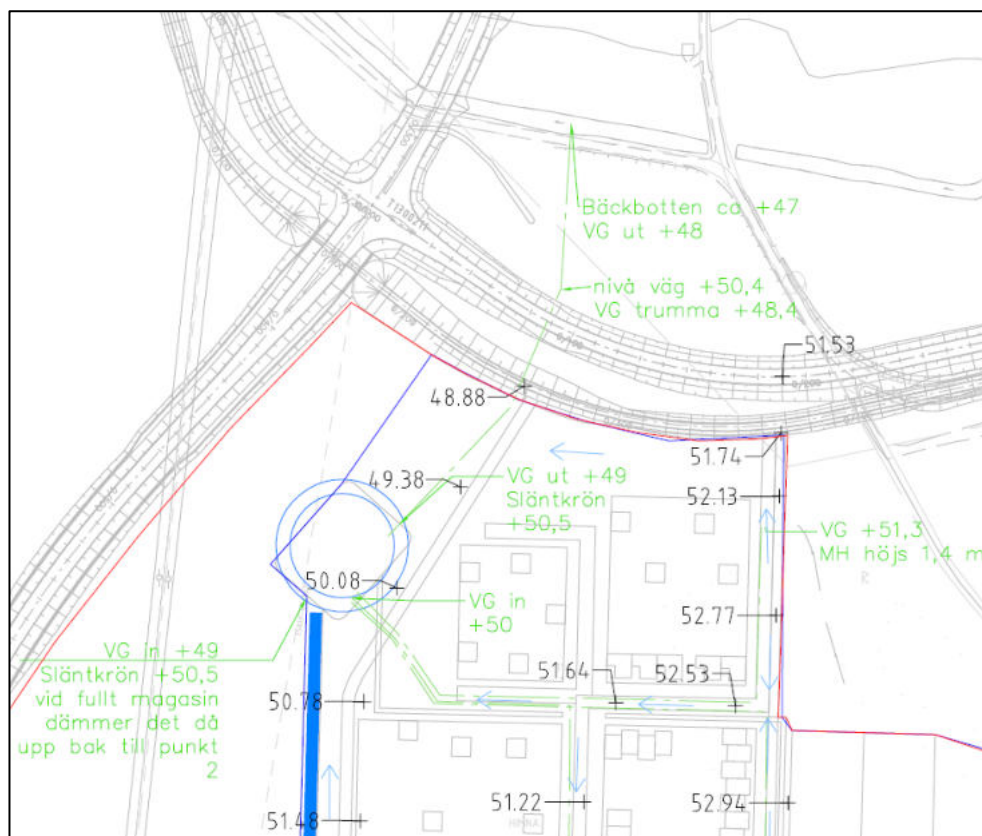 Bäckbotten ca +47
VG ut +48
nivå väg +50,4
VG trumma +48,4
51.53
48.88
51.74
49.38
VG ut +49
Släntkrön
+50,5
52.13
VG +51,3
MH höjs 1,4 m
R
50.08
VG in
+50
52.77
VG in +49
Släntkrön +50,5
vid fullt magasin
dämmer det då
upp bak till punkt
2
51.64
52.53
50.78
51.22
52.94
51.48